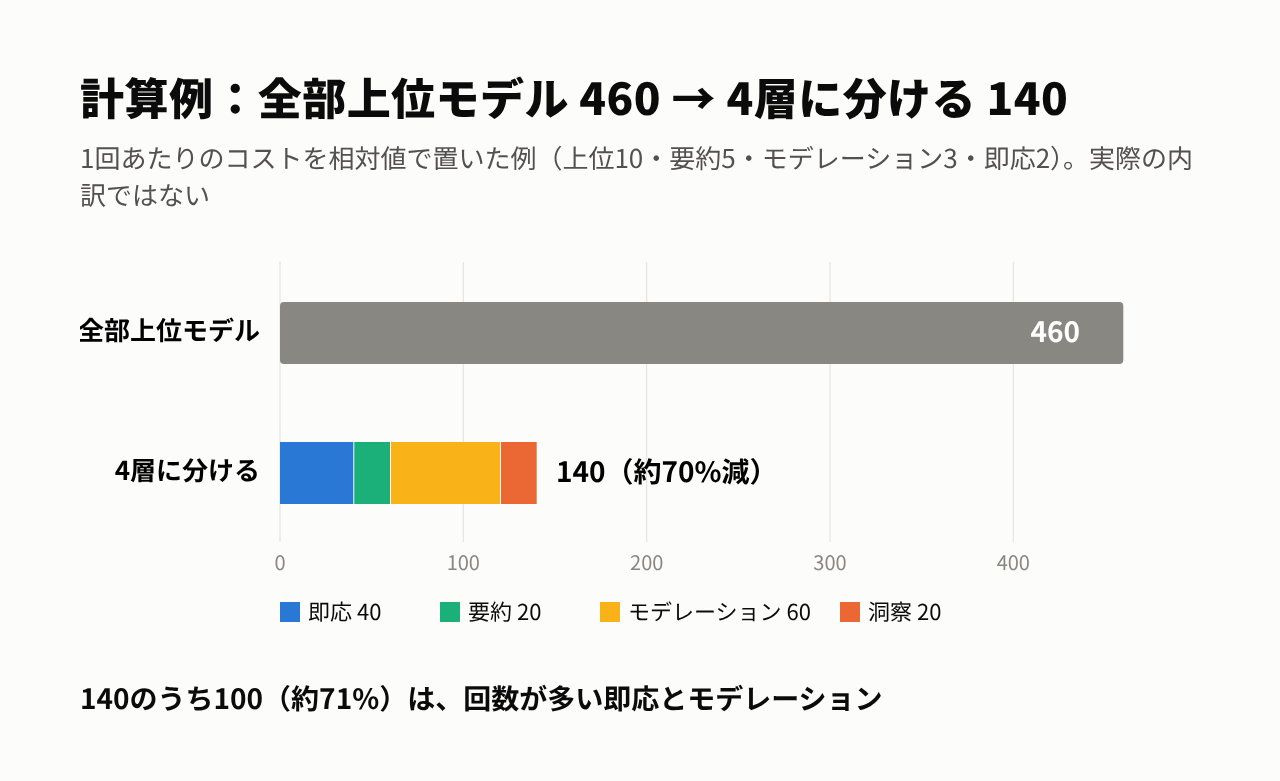 計算例：全部上位モデル 460 → 4層に分ける 140
1回あたりのコストを相対値で置いた例（上位10・要約5・モデレーション3・即応2）。実際の内
訳ではない
全部上位モデル
460
4層に分ける
140（約70%減）
0 100 200 300 400
即応 40 要約 20 モデレーション 60 洞察 20
140のうち100（約71%）は、回数が多い即応とモデレーション